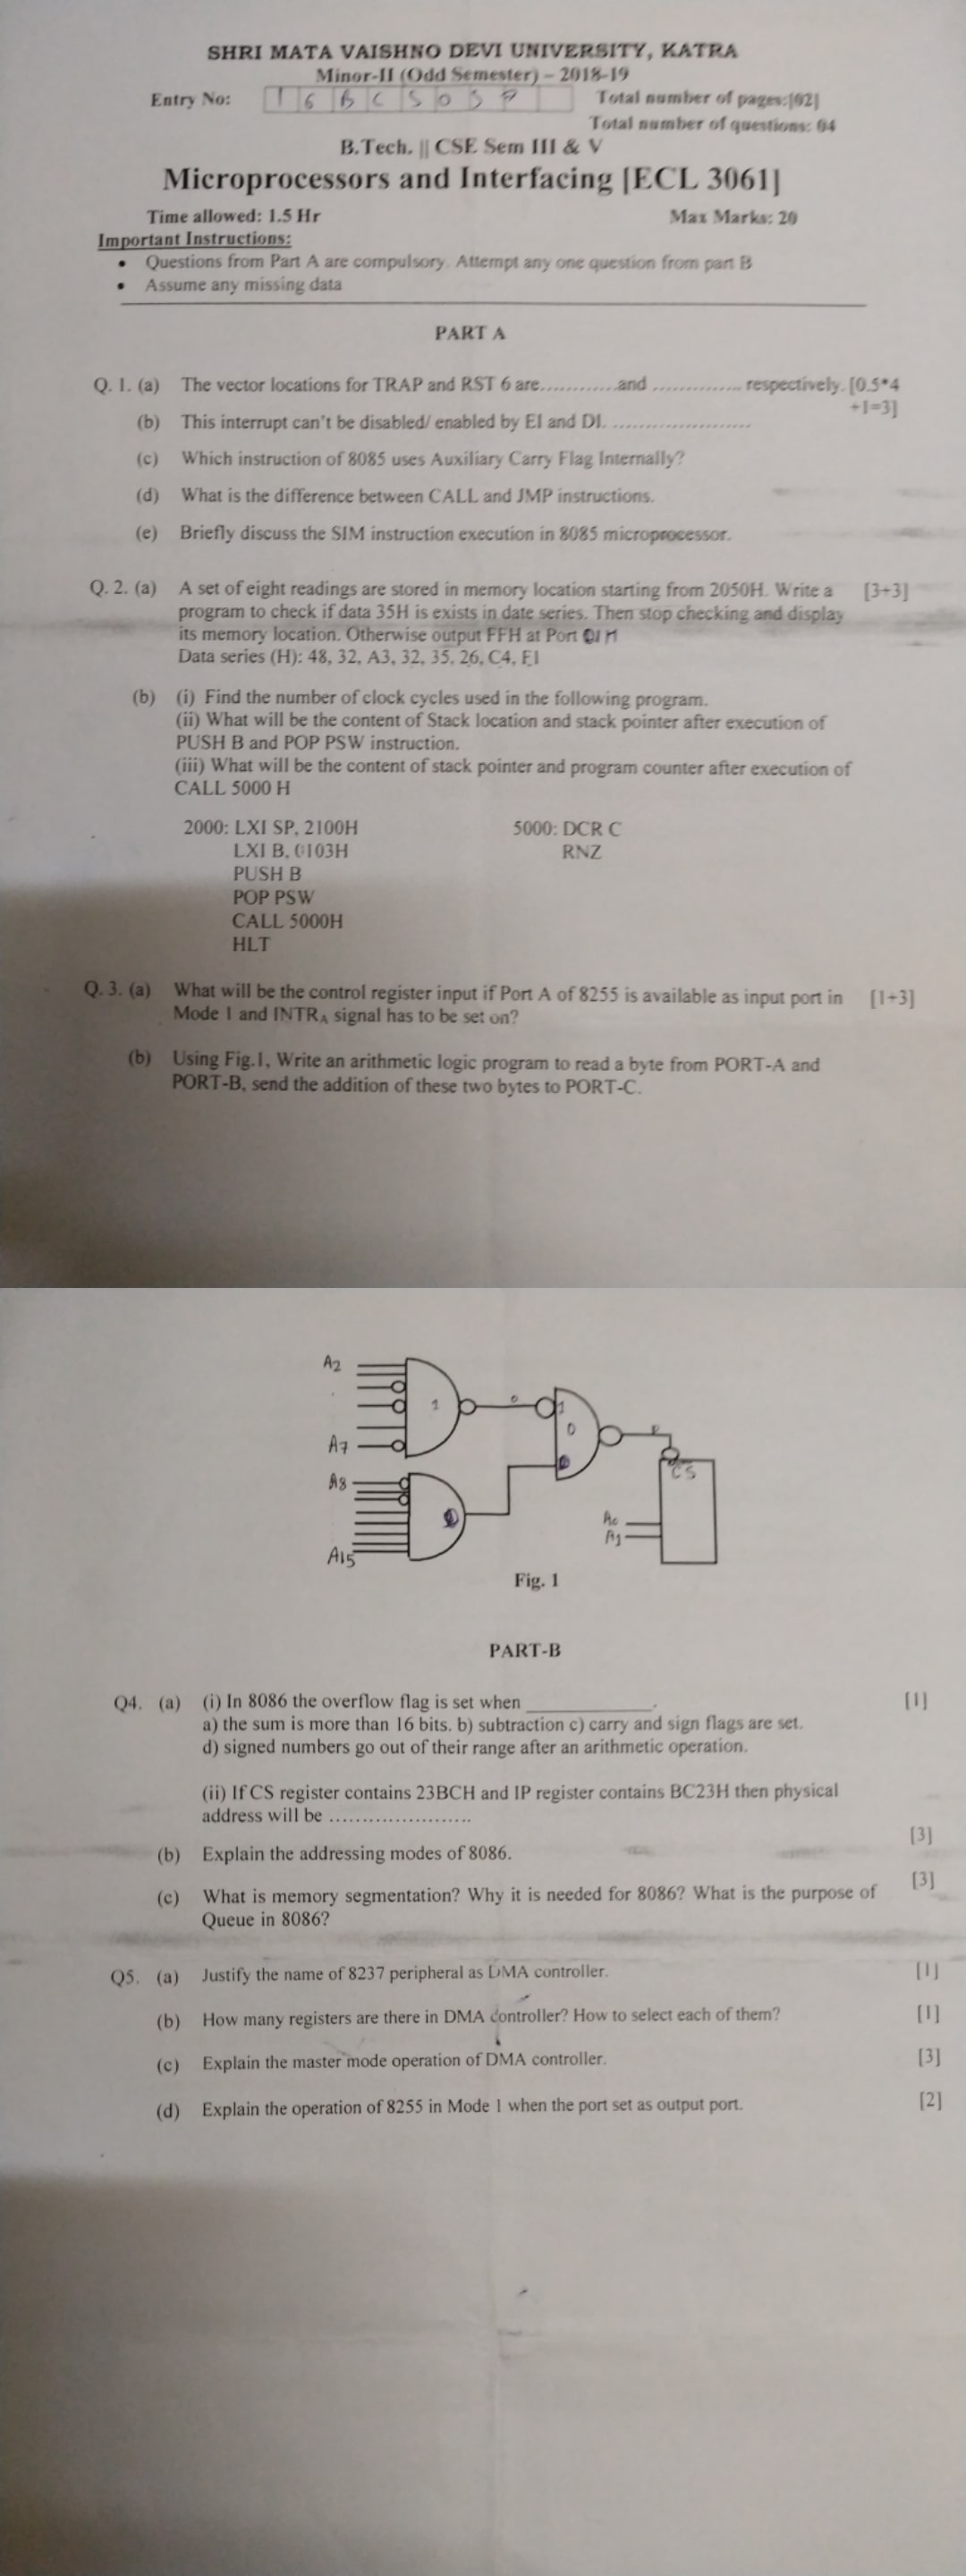 SHRI MATA VAISHNO DEVI UNIVERSITY, KATRA
Minor-II (Odd Semester) – 2018-19
Entry No: 1 6 B C S 0 3 Total number of pages:[02]
Total number of questions: 04
B.Tech. || CSE Sem III & V
Microprocessors and Interfacing [ECL 3061]
Time allowed: 1.5 Hr Max Marks: 20
Important Instructions:
• Questions from Part A are compulsory. Attempt any one question from part B
• Assume any missing data
PART A
Q. 1. (a) The vector locations for TRAP and RST 6 are............and .............. respectively. [0.5*4
+1=3]
(b) This interrupt can't be disabled/ enabled by EI and DI. ......................
(c) Which instruction of 8085 uses Auxiliary Carry Flag Internally?
(d) What is the difference between CALL and JMP instructions.
(e) Briefly discuss the SIM instruction execution in 8085 microprocessor.
Q. 2. (a) A set of eight readings are stored in memory location starting from 2050H. Write a [3+3]
program to check if data 35H is exists in date series. Then stop checking and display
its memory location. Otherwise output FFH at Port 01H
Data series (H): 48, 32, A3, 32, 35, 26, C4, F1
(b) (i) Find the number of clock cycles used in the following program.
(ii) What will be the content of Stack location and stack pointer after execution of
PUSH B and POP PSW instruction.
(iii) What will be the content of stack pointer and program counter after execution of
CALL 5000 H
2000: LXI SP, 2100H 5000: DCR C
LXI B, 0103H RNZ
PUSH B
POP PSW
CALL 5000H
HLT
Q. 3. (a) What will be the control register input if Port A of 8255 is available as input port in [1+3]
Mode 1 and INTRA signal has to be set on?
(b) Using Fig.1, Write an arithmetic logic program to read a byte from PORT-A and
PORT-B, send the addition of these two bytes to PORT-C.
A2
1
0
1
0
A7
A8
CS
A0
A1
A15
Fig. 1
PART-B
Q4. (a) (i) In 8086 the overflow flag is set when ____________. [1]
a) the sum is more than 16 bits. b) subtraction c) carry and sign flags are set.
d) signed numbers go out of their range after an arithmetic operation.
(ii) If CS register contains 23BCH and IP register contains BC23H then physical
address will be ......................
[3]
(b) Explain the addressing modes of 8086.
(c) What is memory segmentation? Why it is needed for 8086? What is the purpose of [3]
Queue in 8086?
Q5. (a) Justify the name of 8237 peripheral as DMA controller. [1]
(b) How many registers are there in DMA controller? How to select each of them? [1]
(c) Explain the master mode operation of DMA controller. [3]
(d) Explain the operation of 8255 in Mode 1 when the port set as output port. [2]